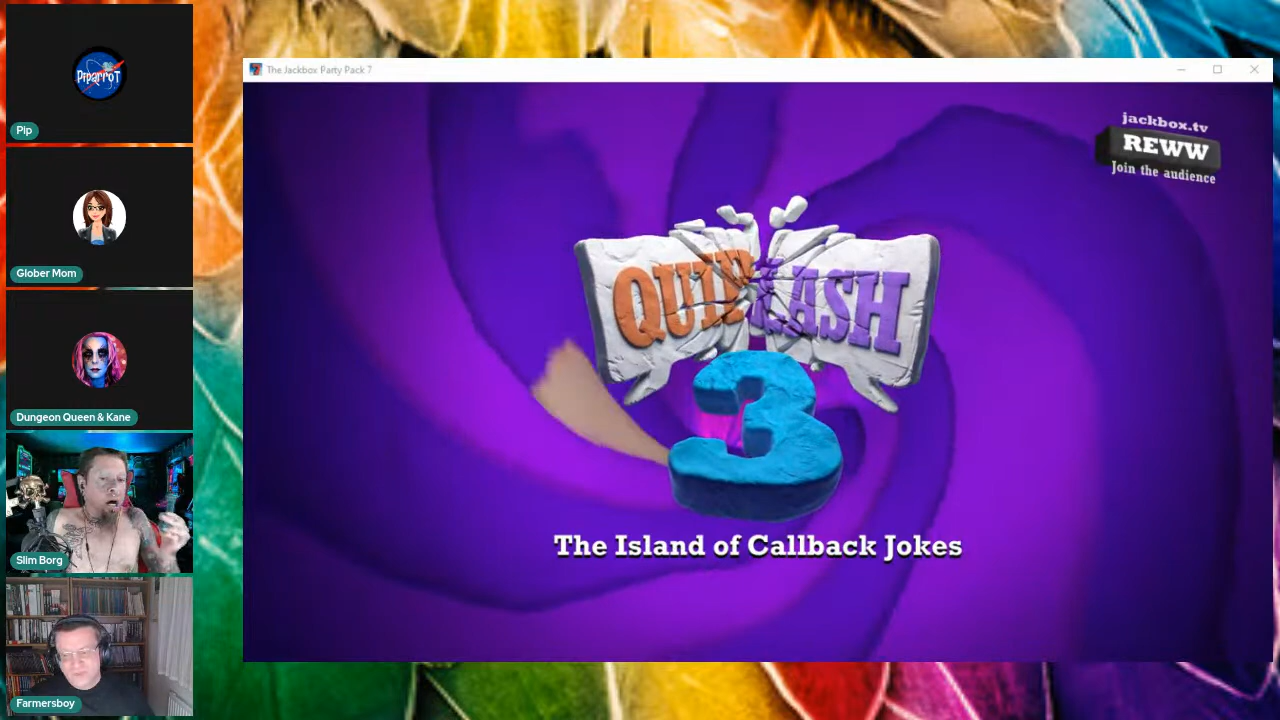 PiparroT
Pip
Glober Mom
Dungeon Queen & Kane
Slim Borg
Farmersboy
The Jackbox Party Pack 7
jackbox.tv
REWW
Join the audience
QUIPLASH
3
The Island of Callback Jokes